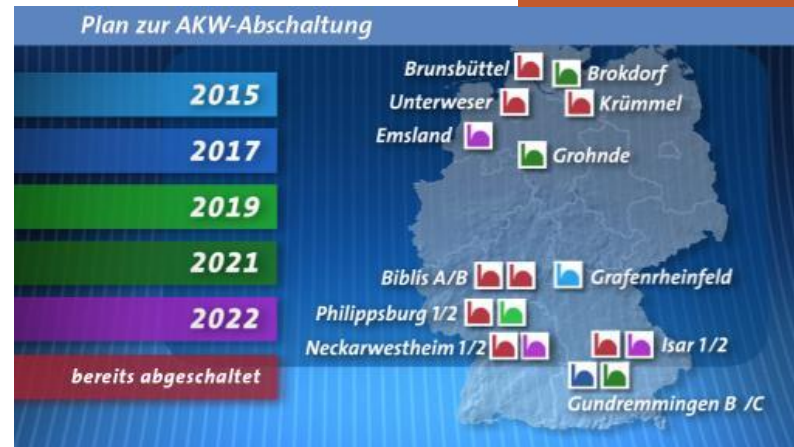 Plan zur AKW-Abschaltung
2015
2017
2019
2021
2022
bereits abgeschaltet
Brunsbüttel
Brokdorf
Unterweser
Krümmel
Emsland
Grohnde
Biblis A/B
Grafenrheinfeld
Philippsburg 1/2
Neckarwestheim 1/2
Isar 1/2
Gundremmingen B /C